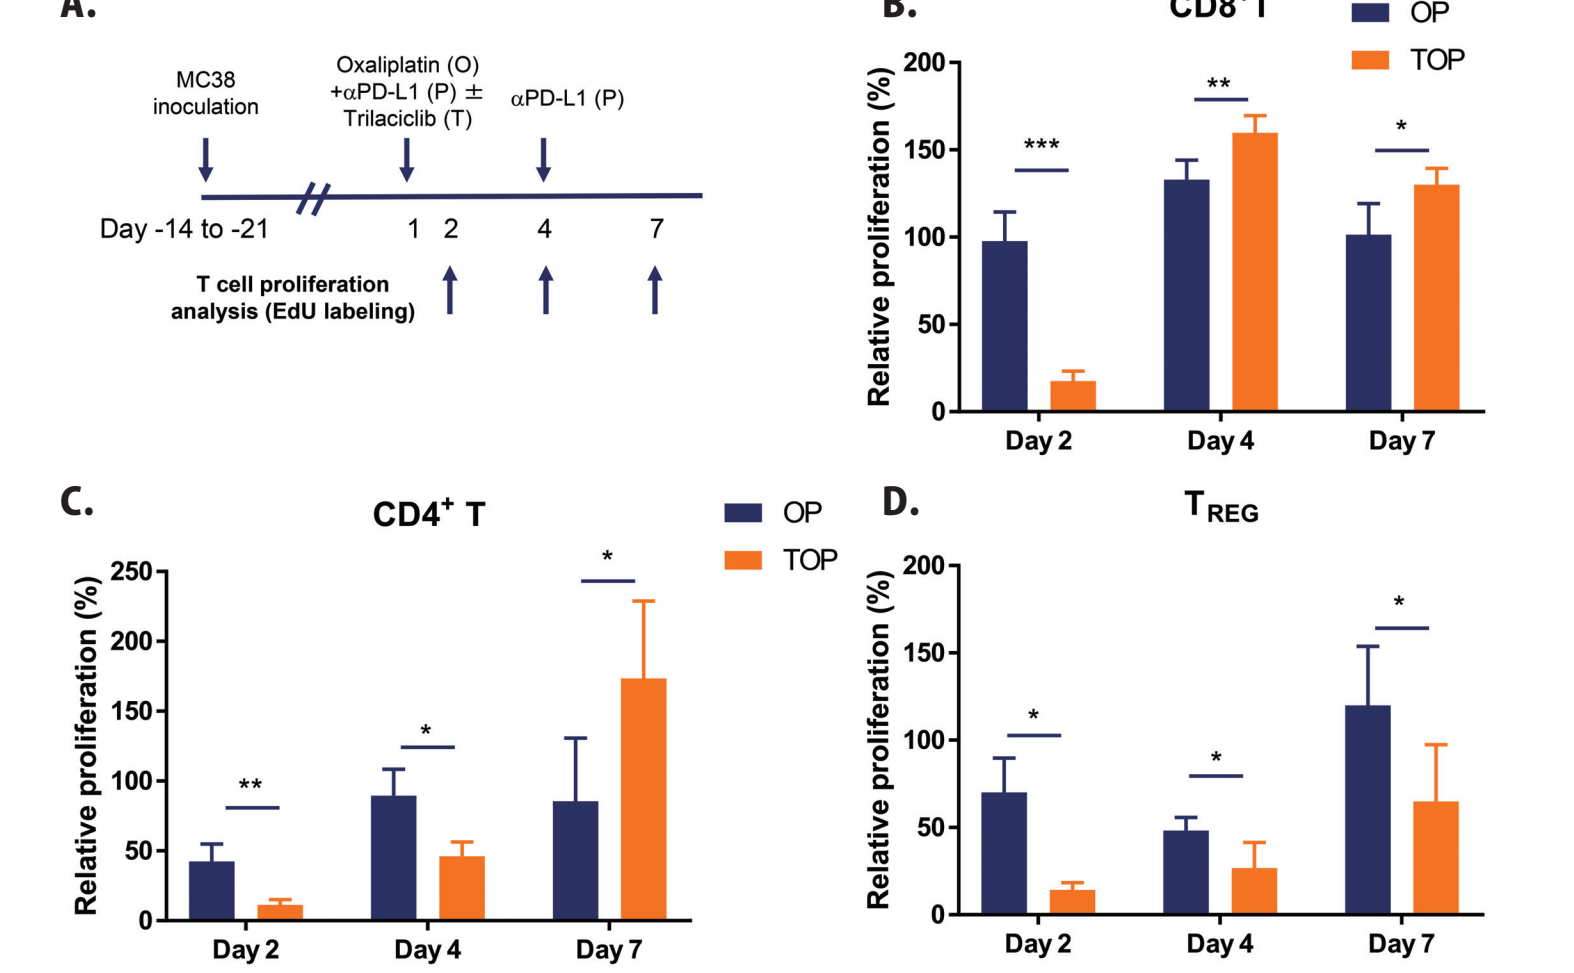 A.
MC38
inoculation
Oxaliplatin (O)
+αPD-L1 (P) ±
Trilaciclib (T)
αPD-L1 (P)
Day -14 to -21
1 2 4 7
T cell proliferation
analysis (EdU labeling)
B.
CD8+T
OP
TOP
Relative proliferation (%)
200
150
100
50
0
***
**
*
Day 2
Day 4
Day 7
C.
CD4+ T
OP
TOP
Relative proliferation (%)
250
200
150
100
50
0
**
*
*
Day 2
Day 4
Day 7
D.
TREG
Relative proliferation (%)
200
150
100
50
0
*
*
*
Day 2
Day 4
Day 7